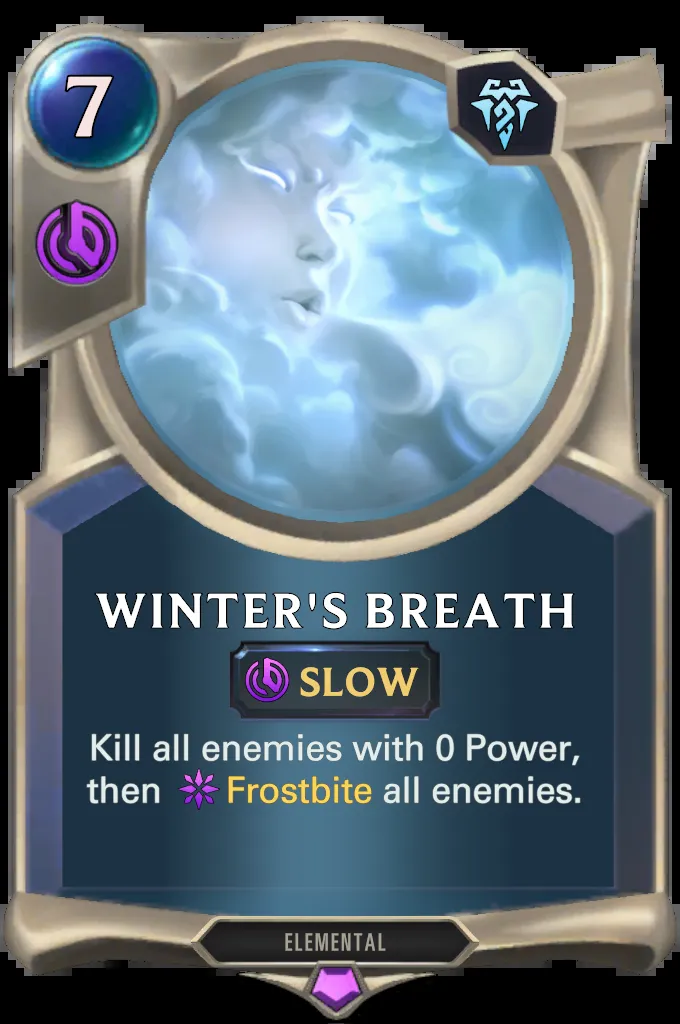 7
WINTER'S BREATH
SLOW
Kill all enemies with 0 Power,
then Frostbite all enemies.
ELEMENTAL